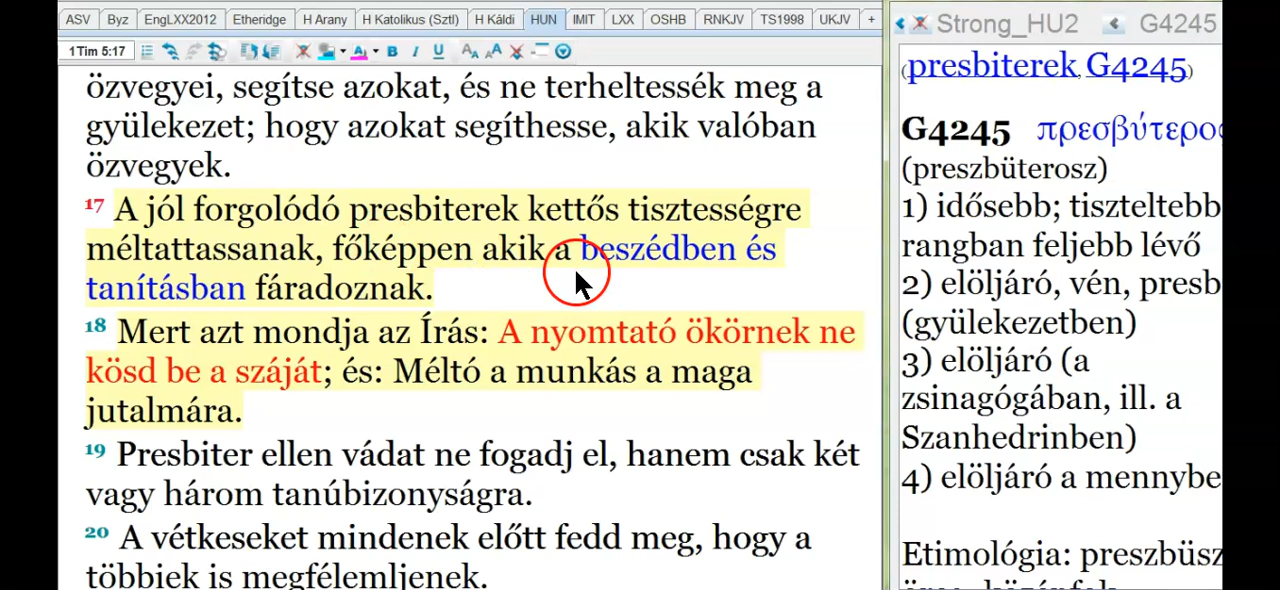 ASV Byz EngLXX2012 Etheridge H Arany H Katolikus (Sztl) H Káldi HUN IMIT LXX OSHB RNKJV TS1998 UKJV +
1Tim 5:17
özvegyei, segítse azokat, és ne terheltessék meg a
gyülekezet; hogy azokat segíthesse, akik valóban
özvegyek.
17 A jól forgolódó presbiterek kettős tisztességre
méltattassanak, főképpen akik a beszédben és
tanításban fáradoznak.
18 Mert azt mondja az Írás: A nyomtató ökörnek ne
kösd be a száját; és: Méltó a munkás a maga
jutalmára.
19 Presbiter ellen vádat ne fogadj el, hanem csak két
vagy három tanúbizonyságra.
20 A vétkeseket mindenek előtt fedd meg, hogy a
többiek is megfélemljenek.
Strong_HU2 G4245
(presbiterek, G4245)
G4245 πρεσβύτερος
(preszbüterosz)
1) idősebb; tiszteltebb
rangban feljebb lévő
2) elöljáró, vén, presb
(gyülekezetben)
3) elöljáró (a
zsinagógában, ill. a
Szanhedrinben)
4) elöljáró a mennybe
Etimológia: preszbüsz